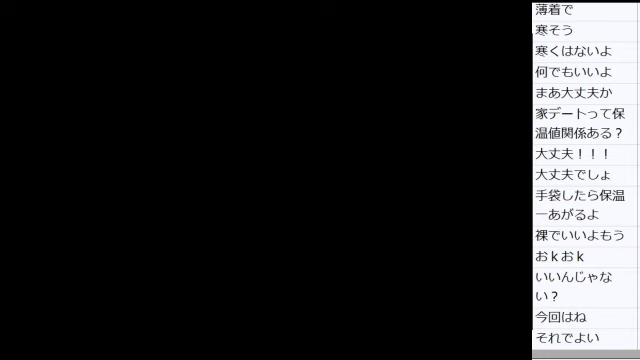 薄着で
寒そう
寒くはないよ
何でもいいよ
まあ大丈夫か
家デートって保
温値関係ある？
大丈夫！！！
大丈夫でしょ
手袋したら保温
一あがるよ
裸でいいよもう
おｋおｋ
いいんじゃな
い？
今回はね
それでよい